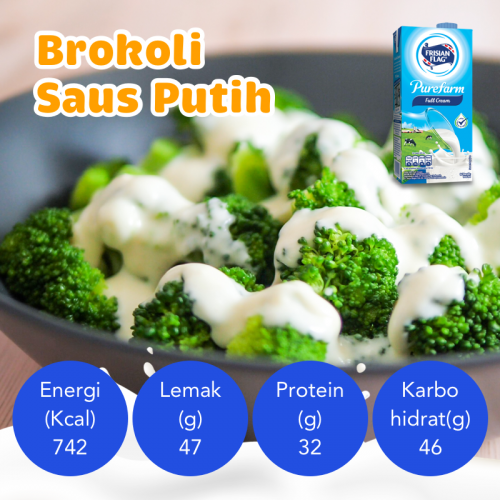 Brokoli
Saus Putih
FRISIAN
FLAG
Purefarm
Full Cream
Energi
(Kcal)
742
Lemak
(g)
47
Protein
(g)
32
Karbo
hidrat(g)
46